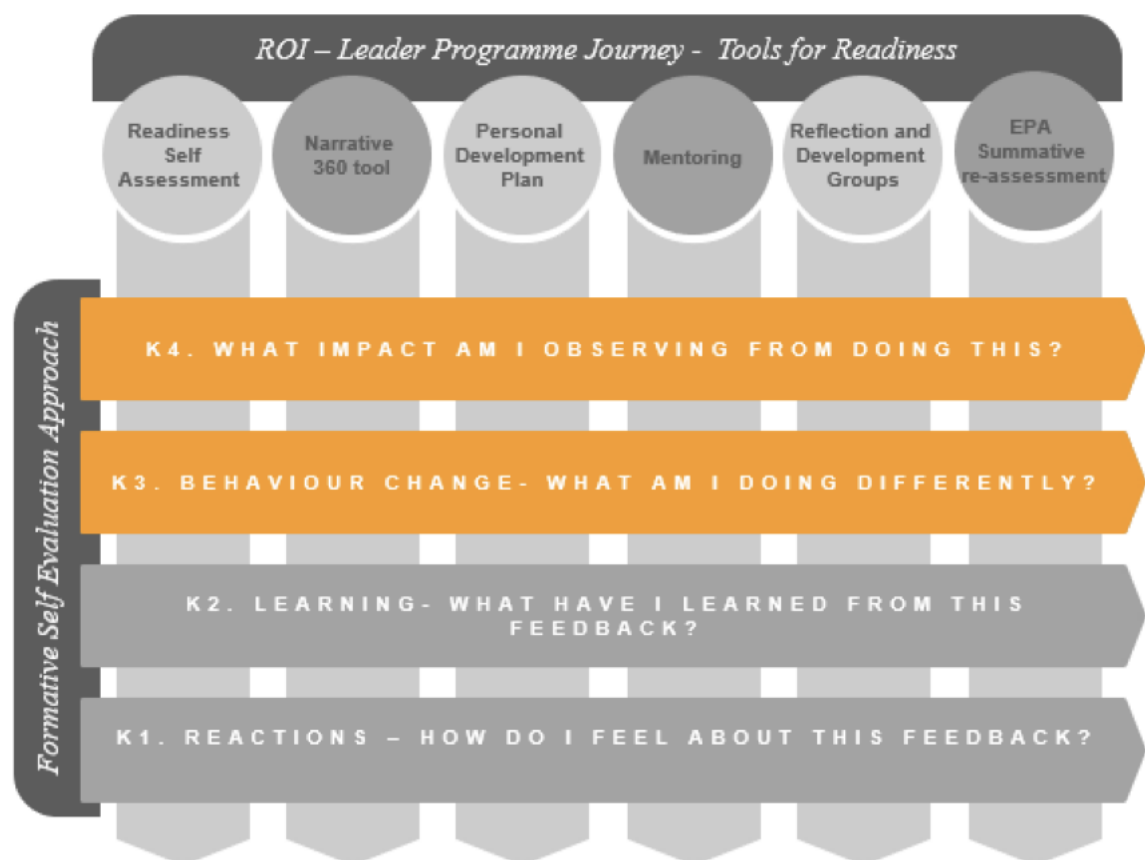 ROI – Leader Programme Journey - Tools for Readiness
Readiness
Self
Assessment
Narrative
360 tool
Personal
Development
Plan
Mentoring
Reflection and
Development
Groups
EPA
Summative
re-assessment
Formative Self Evaluation Approach
K4. WHAT IMPACT AM I OBSERVING FROM DOING THIS?
K3. BEHAVIOUR CHANGE- WHAT AM I DOING DIFFERENTLY?
K2. LEARNING- WHAT HAVE I LEARNED FROM THIS
FEEDBACK?
K1. REACTIONS – HOW DO I FEEL ABOUT THIS FEEDBACK?